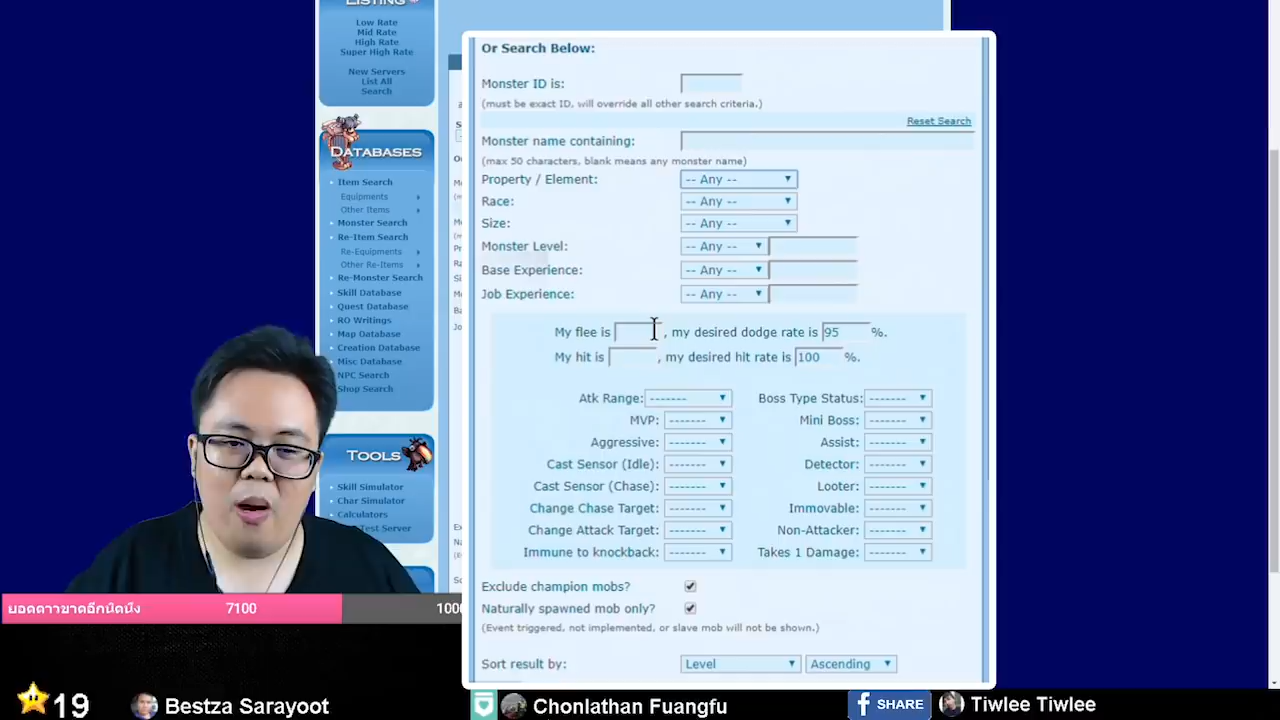 LISTING
Low Rate
Mid Rate
High Rate
Super High Rate
New Servers
List All
Search
DATABASES
Item Search
Equipments
Other Items
Monster Search
Re-Item Search
Re-Equipments
Other Re-Items
Re-Monster Search
Skill Database
Quest Database
RO Writings
Map Database
Creation Database
Misc Database
NPC Search
Shop Search
TOOLS
Skill Simulator
Char Simulator
Calculators
Test Server
Or Search Below:
Monster ID is:
(must be exact ID, will override all other search criteria.)
Reset Search
Monster name containing:
(max 50 characters, blank means any monster name)
Property / Element: -- Any --
Race: -- Any --
Size: -- Any --
Monster Level: -- Any --
Base Experience: -- Any --
Job Experience: -- Any --
My flee is , my desired dodge rate is 95 %.
My hit is , my desired hit rate is 100 %.
Atk Range: ------- Boss Type Status: -------
MVP: ------- Mini Boss: -------
Aggressive: ------- Assist: -------
Cast Sensor (Idle): ------- Detector: -------
Cast Sensor (Chase): ------- Looter: -------
Change Chase Target: ------- Immovable: -------
Change Attack Target: ------- Non-Attacker: -------
Immune to knockback: ------- Takes 1 Damage: -------
Exclude champion mobs?
Naturally spawned mob only?
(Event triggered, not implemented, or slave mob will not be shown.)
Sort result by: Level Ascending
ยอดดาวขาดอีกนิดนึง 7100 1000
19 Bestza Sarayoot Chonlathan Fuangfu SHARE Tiwlee Tiwlee